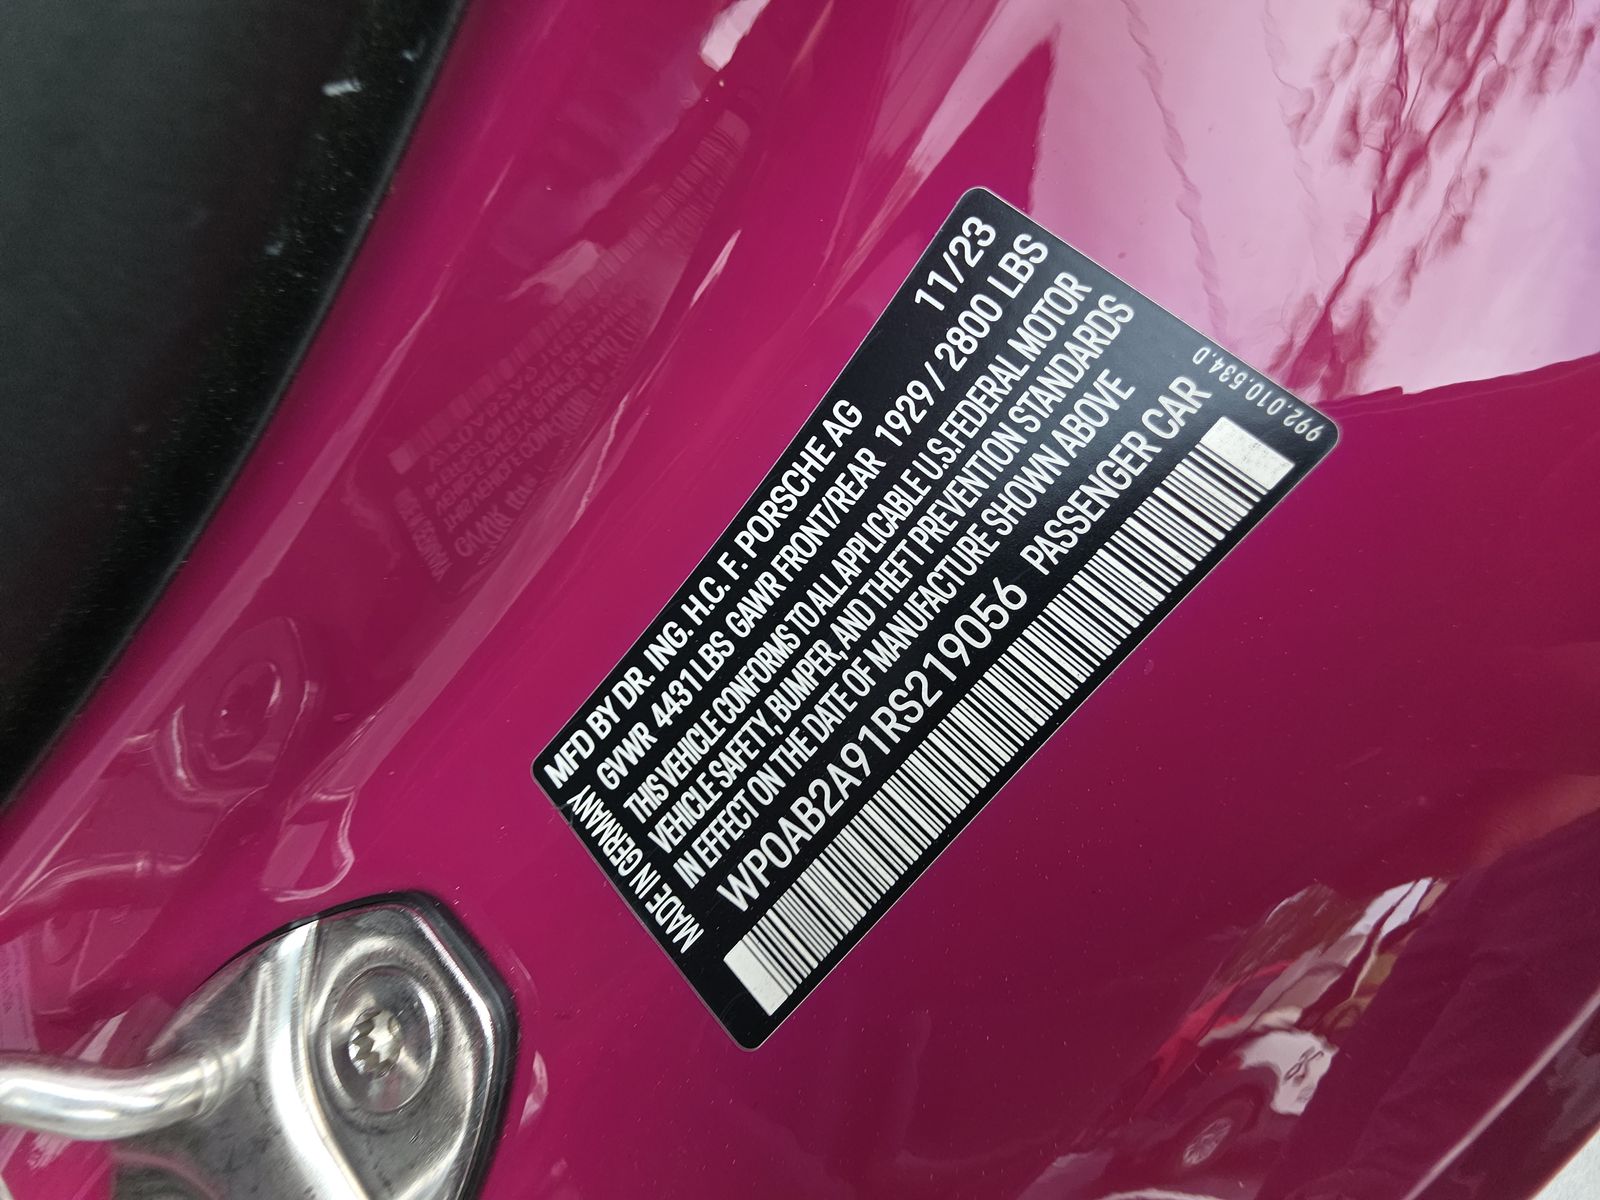 MFD BY DR. ING. H.C. F. PORSCHE AG 11/23
GVWR 4431 LBS GAWR FRONT/REAR 1929 / 2800 LBS
THIS VEHICLE CONFORMS TO ALL APPLICABLE U.S. FEDERAL MOTOR
VEHICLE SAFETY, BUMPER, AND THEFT PREVENTION STANDARDS
IN EFFECT ON THE DATE OF MANUFACTURE SHOWN ABOVE
WP0AB2A91RS219056 PASSENGER CAR
MADE IN GERMANY
992.010.534.D